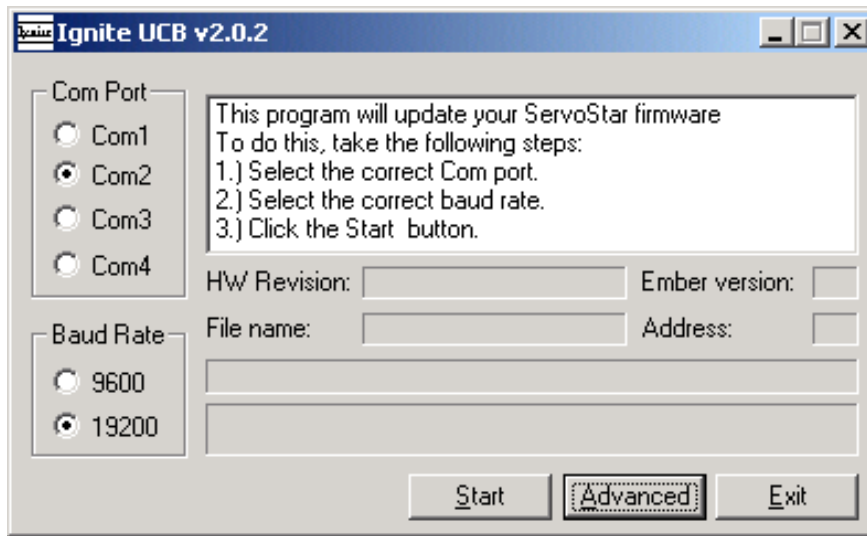 Ignite UCB v2.0.2
Com Port
Com1
Com2
Com3
Com4
This program will update your ServoStar firmware
To do this, take the following steps:
1.) Select the correct Com port.
2.) Select the correct baud rate.
3.) Click the Start  button.
HW Revision:
Ember version:
File name:
Address:
Baud Rate
9600
19200
Start
Advanced
Exit